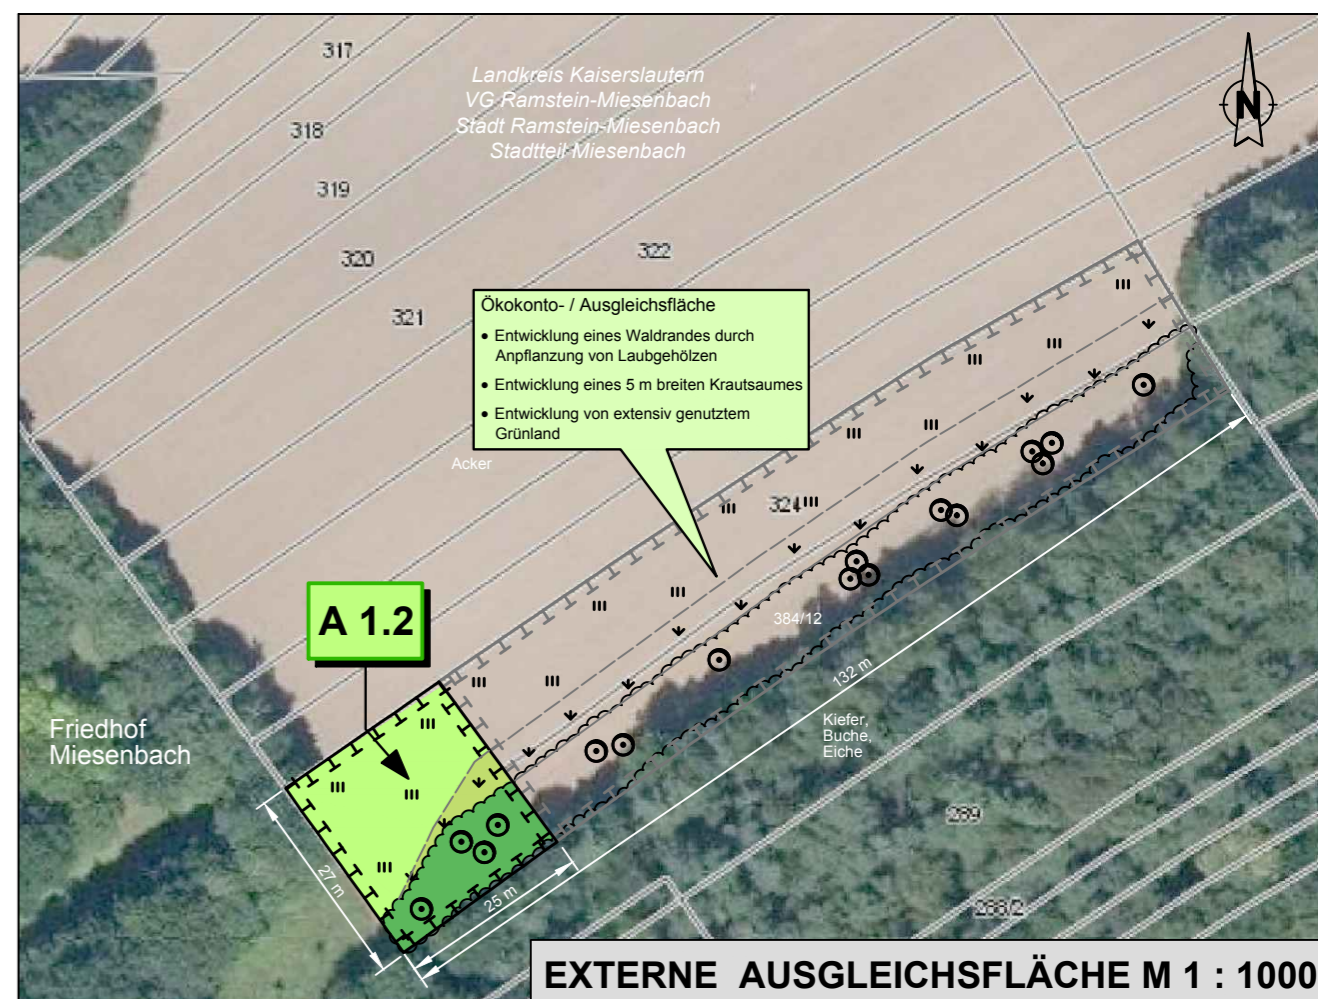 317
Landkreis Kaiserslautern
VG Ramstein-Miesenbach
Stadt Ramstein-Miesenbach
Stadtteil Miesenbach
N
318
319
320
322
321
Ökokonto- / Ausgleichsfläche
• Entwicklung eines Waldrandes durch
Anpflanzung von Laubgehölzen
• Entwicklung eines 5 m breiten Krautsaumes
• Entwicklung von extensiv genutztem
Grünland
Acker
324
A 1.2
384/12
132 m
Friedhof
Miesenbach
Kiefer,
Buche,
Eiche
289
27 m
25 m
288/2
EXTERNE AUSGLEICHSFLÄCHE M 1 : 1000